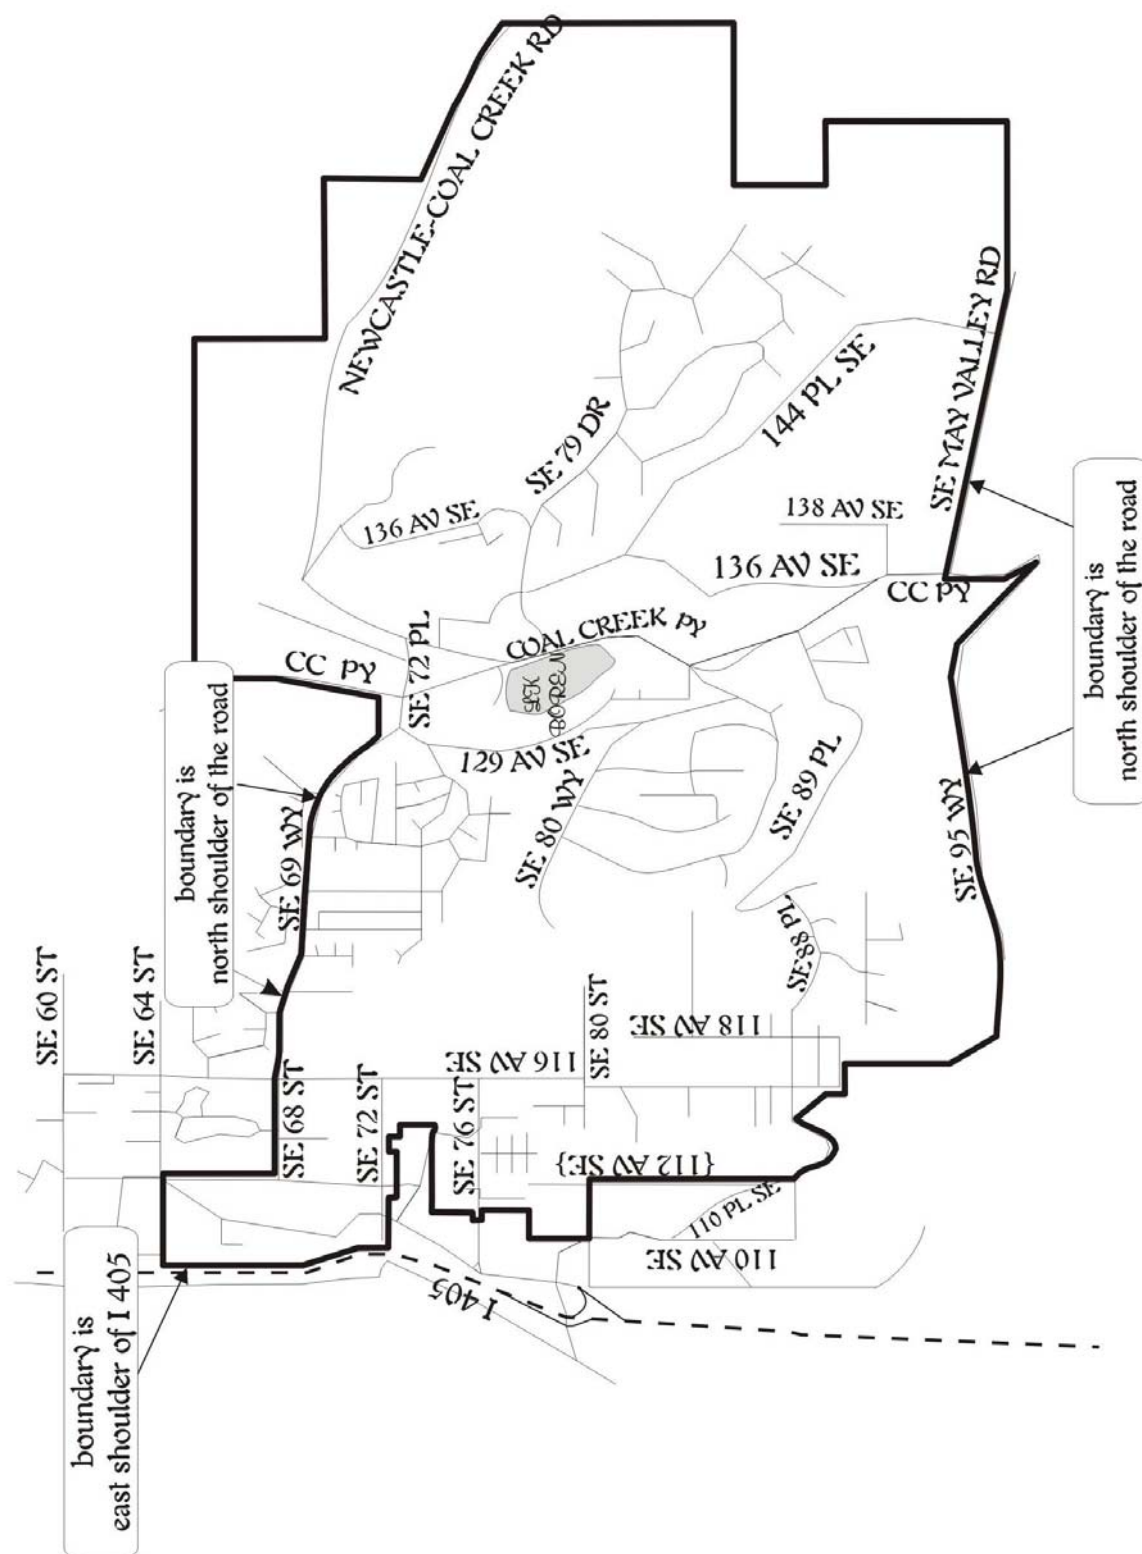 NEWCASTLE-COAL CREEK RD
SE 79 DR
144 PL SE
SE MAY VALLEY RD
136 AV SE
138 AV SE
136 AV SE
CC PY
COAL CREEK PY
SE 72 PL
CC PY
LK
BOREN
129 AV SE
SE 80 WY
SE 89 PL
SE 95 WY
boundary is
north shoulder of the road
boundary is
north shoulder of the road
SE 69 WY
SE 88 PL
SE 60 ST
SE 64 ST
118 AV SE
116 AV SE
SE 80 ST
SE 68 ST
SE 72 ST
SE 76 ST
{112 AV SE}
110 PL SE
110 AV SE
I 405
boundary is
east shoulder of I 405